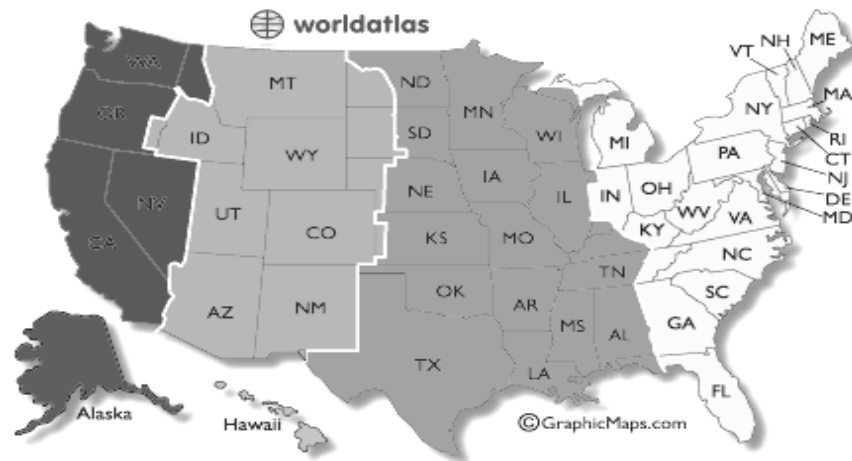 worldatlas
WA
OR
CA
NV
ID
MT
WY
UT
CO
AZ
NM
ND
SD
NE
KS
OK
TX
MN
IA
MO
AR
LA
WI
IL
MS
AL
TN
MI
IN
OH
KY
WV
VA
NC
SC
GA
FL
PA
NY
VT
NH
ME
MA
RI
CT
NJ
DE
MD
Alaska
Hawaii
©GraphicMaps.com